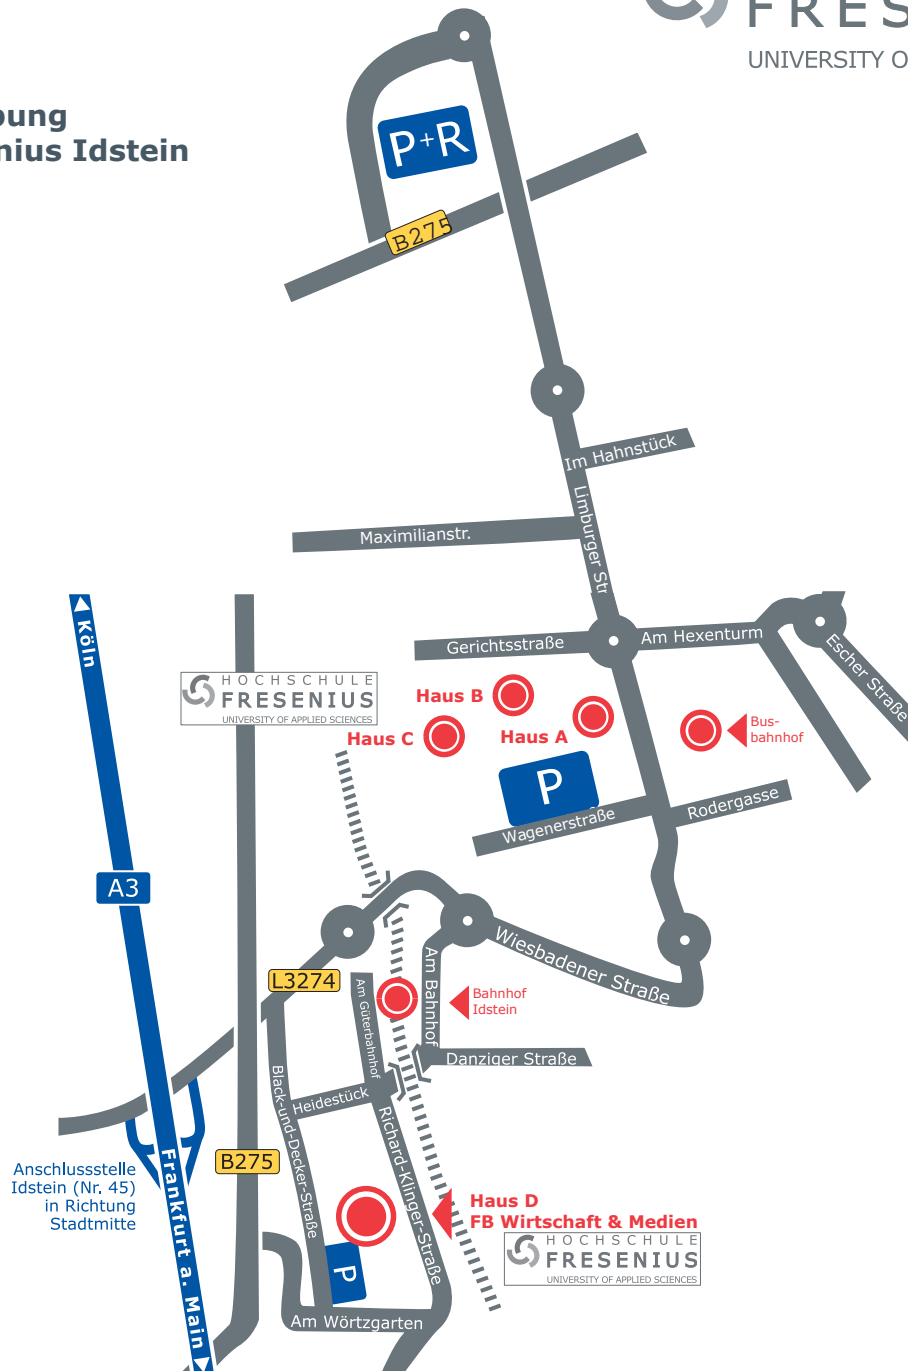 FRES
UNIVERSITY O
bung
nius Idstein
P+R
B275
Im Hahnstück
Limburger Str
Maximilianstr.
Köln
Gerichtsstraße
Am Hexenturm
Escher Straße
HOCHSCHULE
FRESENIUS
UNIVERSITY OF APPLIED SCIENCES
Haus B
Haus C
Haus A
Bus-
bahnhof
P
Wagenerstraße
Rodergasse
A3
Wiesbadener Straße
L3274
Am Bahnhof
Am Güterbahnhof
Bahnhof
Idstein
Danziger Straße
Black-und-Decker-Straße
Heidestück
Richard-Klinger-Straße
B275
Anschlussstelle
Idstein (Nr. 45)
in Richtung
Stadtmitte
Frankfurt a. Main
Haus D
FB Wirtschaft & Medien
HOCHSCHULE
FRESENIUS
UNIVERSITY OF APPLIED SCIENCES
P
Am Wörtzgarten